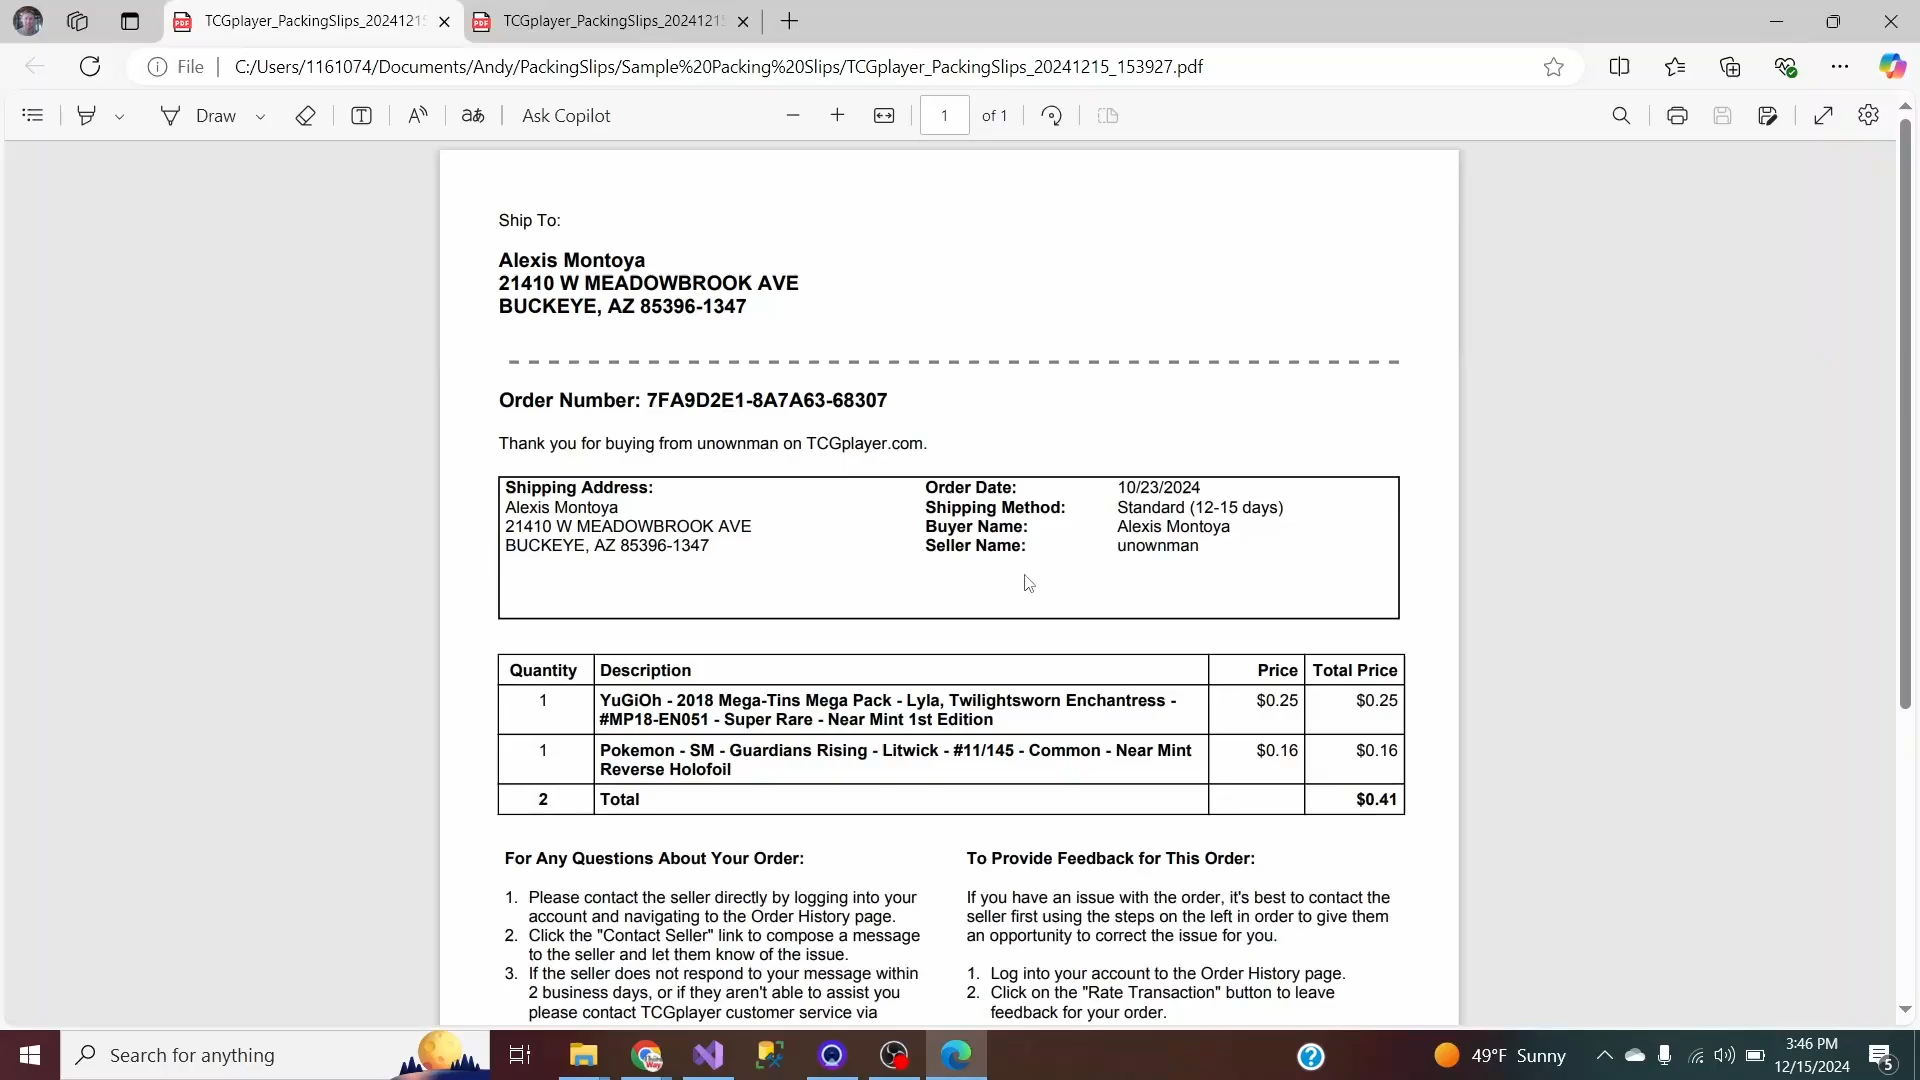 TCGplayer_PackingSlips_20241215
TCGplayer_PackingSlips_2024121
File
C:/Users/1161074/Documents/Andy/PackingSlips/Sample%20Packing%20Slips/TCGplayer_PackingSlips_20241215_153927.pdf
Draw
Ask Copilot
1 of 1
Ship To:
Alexis Montoya
21410 W MEADOWBROOK AVE
BUCKEYE, AZ 85396-1347
Order Number: 7FA9D2E1-8A7A63-68307
Thank you for buying from unownman on TCGplayer.com.
Shipping Address:
Alexis Montoya
21410 W MEADOWBROOK AVE
BUCKEYE, AZ 85396-1347
Order Date: 10/23/2024
Shipping Method: Standard (12-15 days)
Buyer Name: Alexis Montoya
Seller Name: unownman
Quantity Description Price Total Price
1 YuGiOh - 2018 Mega-Tins Mega Pack - Lyla, Twilightsworn Enchantress - $0.25 $0.25
#MP18-EN051 - Super Rare - Near Mint 1st Edition
1 Pokemon - SM - Guardians Rising - Litwick - #11/145 - Common - Near Mint $0.16 $0.16
Reverse Holofoil
2 Total $0.41
For Any Questions About Your Order:
1. Please contact the seller directly by logging into your
account and navigating to the Order History page.
2. Click the "Contact Seller" link to compose a message
to the seller and let them know of the issue.
3. If the seller does not respond to your message within
2 business days, or if they aren't able to assist you
please contact TCGplayer customer service via
To Provide Feedback for This Order:
If you have an issue with the order, it's best to contact the
seller first using the steps on the left in order to give them
an opportunity to correct the issue for you.
1. Log into your account to the Order History page.
2. Click on the "Rate Transaction" button to leave
feedback for your order.
Search for anything
49°F Sunny
3:46 PM
12/15/2024
5